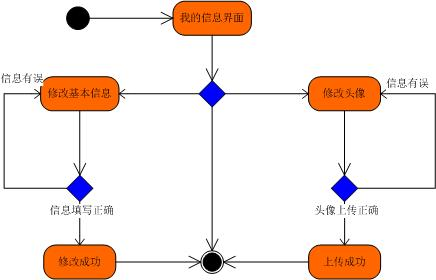 我的信息界面
信息有误
修改基本信息
修改头像
信息有误
信息填写正确
头像上传正确
修改成功
上传成功